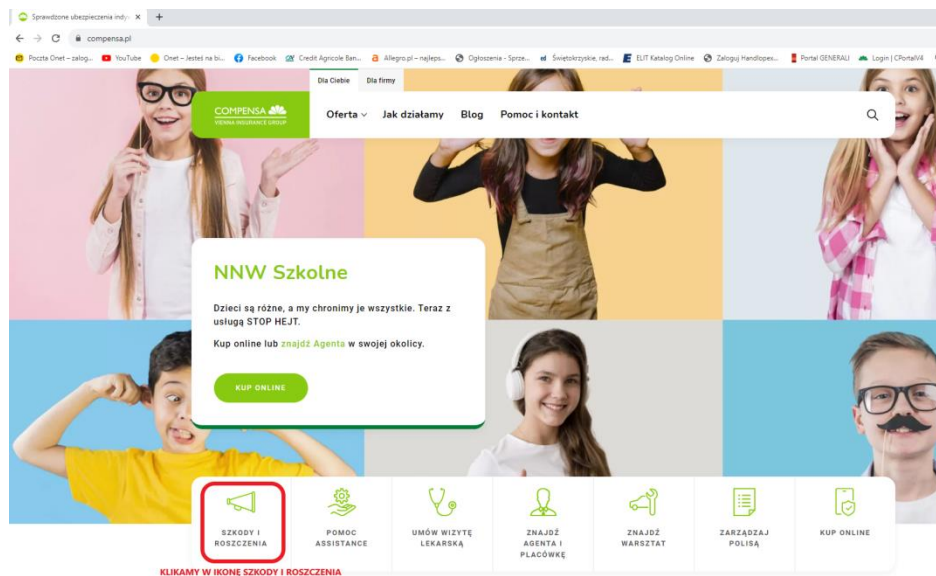 Sprawdzone ubezpieczenia indy
compensa.pl
Poczta Onet – zalog... YouTube Onet – Jesteś na bi... Facebook Credit Agricole Ban... Allegro.pl – najleps... Ogłoszenia - Sprze... Świętokrzyskie, rad... ELIT Katalog Online Zaloguj Handlopes... Portal GENERALI Login | CPortalV4
Dla Ciebie Dla firmy
COMPENSA
VIENNA INSURANCE GROUP
Oferta Jak działamy Blog Pomoc i kontakt
NNW Szkolne
Dzieci są różne, a my chronimy je wszystkie. Teraz z
usługą STOP HEJT.
Kup online lub znajdź Agenta w swojej okolicy.
KUP ONLINE
SZKODY I
ROSZCZENIA
POMOC
ASSISTANCE
UMÓW WIZYTĘ
LEKARSKĄ
ZNAJDŹ
AGENTA I
PLACÓWKĘ
ZNAJDŹ
WARSZTAT
ZARZĄDZAJ
POLISĄ
KUP ONLINE
KLIKAMY W IKONĘ SZKODY I ROSZCZENIA